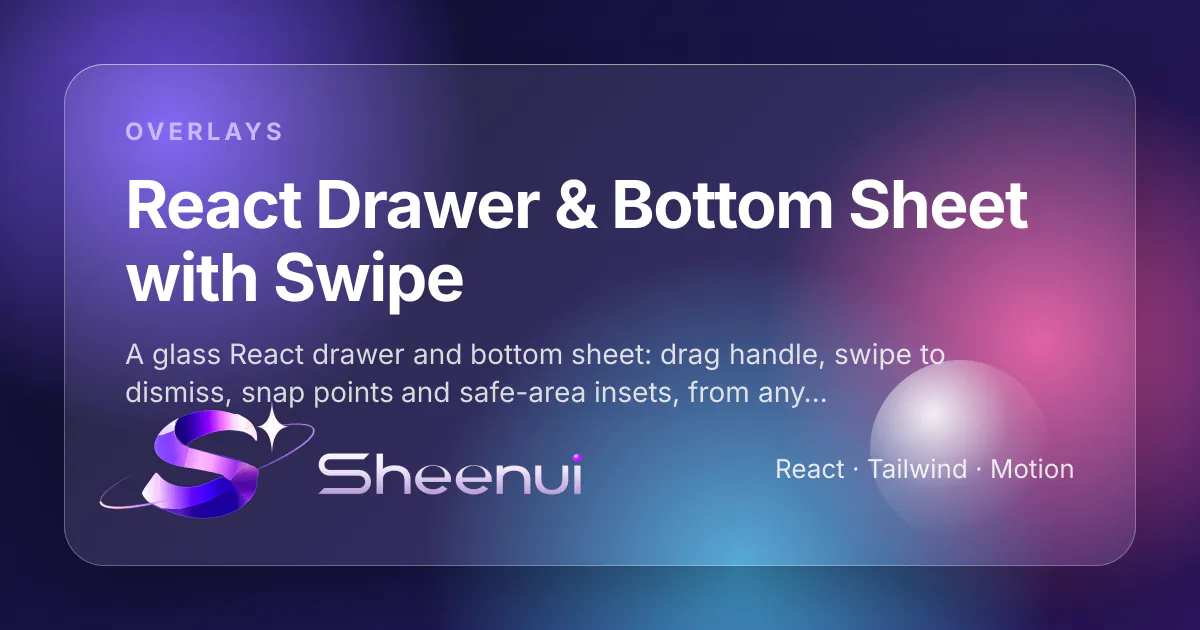 OVERLAYS
React Drawer & Bottom Sheet
with Swipe
A glass React drawer and bottom sheet: drag handle, swipe to
dismiss, snap points and safe-area insets, from any...
Sheenui
React · Tailwind · Motion